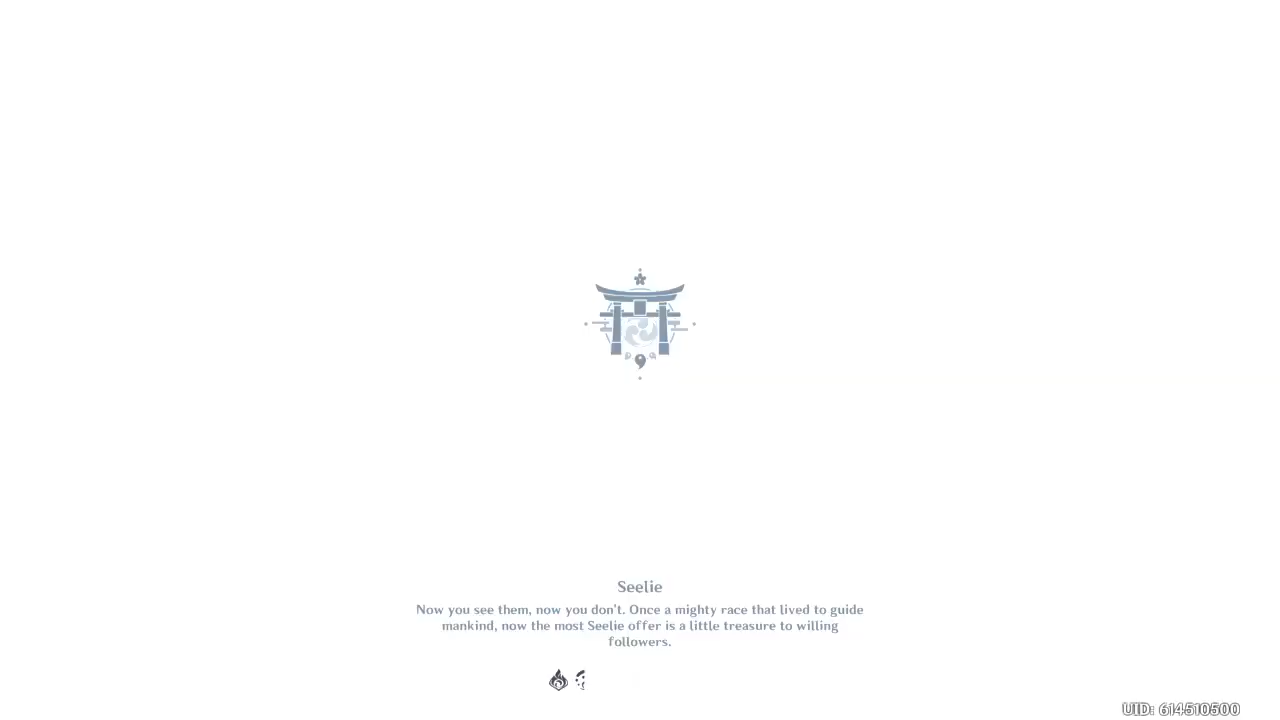 Seelie
Now you see them, now you don't. Once a mighty race that lived to guide
mankind, now the most Seelie offer is a little treasure to willing
followers.
UID: 614510500